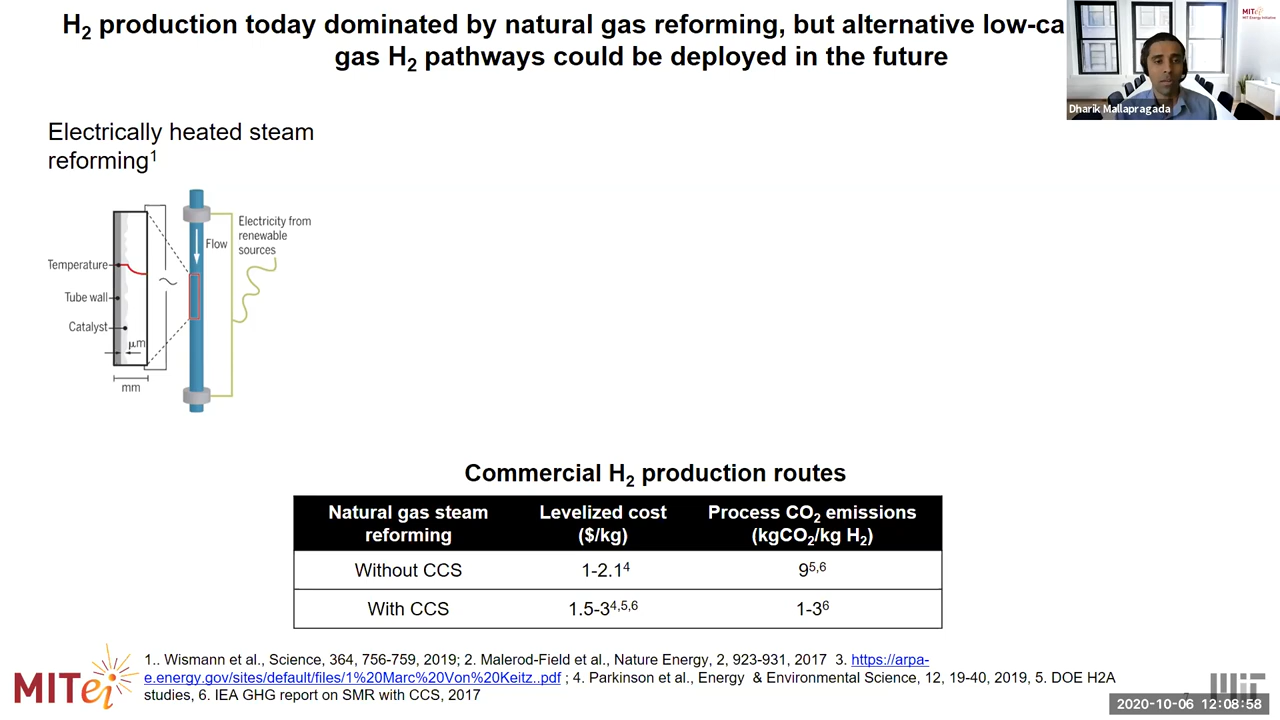 H₂ production today dominated by natural gas reforming, but alternative low-ca
gas H₂ pathways could be deployed in the future
MITei
MIT Energy Initiative
Dharik Mallapragada
Electrically heated steam
reforming¹
Electricity from
renewable
sources
Flow
Temperature
Tube wall
Catalyst
μm
mm
Commercial H₂ production routes
Natural gas steam reforming Levelized cost ($/kg) Process CO₂ emissions (kgCO₂/kg H₂)
Without CCS 1-2.1⁴ 9⁵,⁶
With CCS 1.5-3⁴,⁵,⁶ 1-3⁶
MITei
1.. Wismann et al., Science, 364, 756-759, 2019; 2. Malerod-Field et al., Nature Energy, 2, 923-931, 2017 3. https://arpa-
e.energy.gov/sites/default/files/1%20Marc%20Von%20Keitz..pdf ; 4. Parkinson et al., Energy & Environmental Science, 12, 19-40, 2019, 5. DOE H2A
studies, 6. IEA GHG report on SMR with CCS, 2017
MIT
2020-10-06 12:08:58